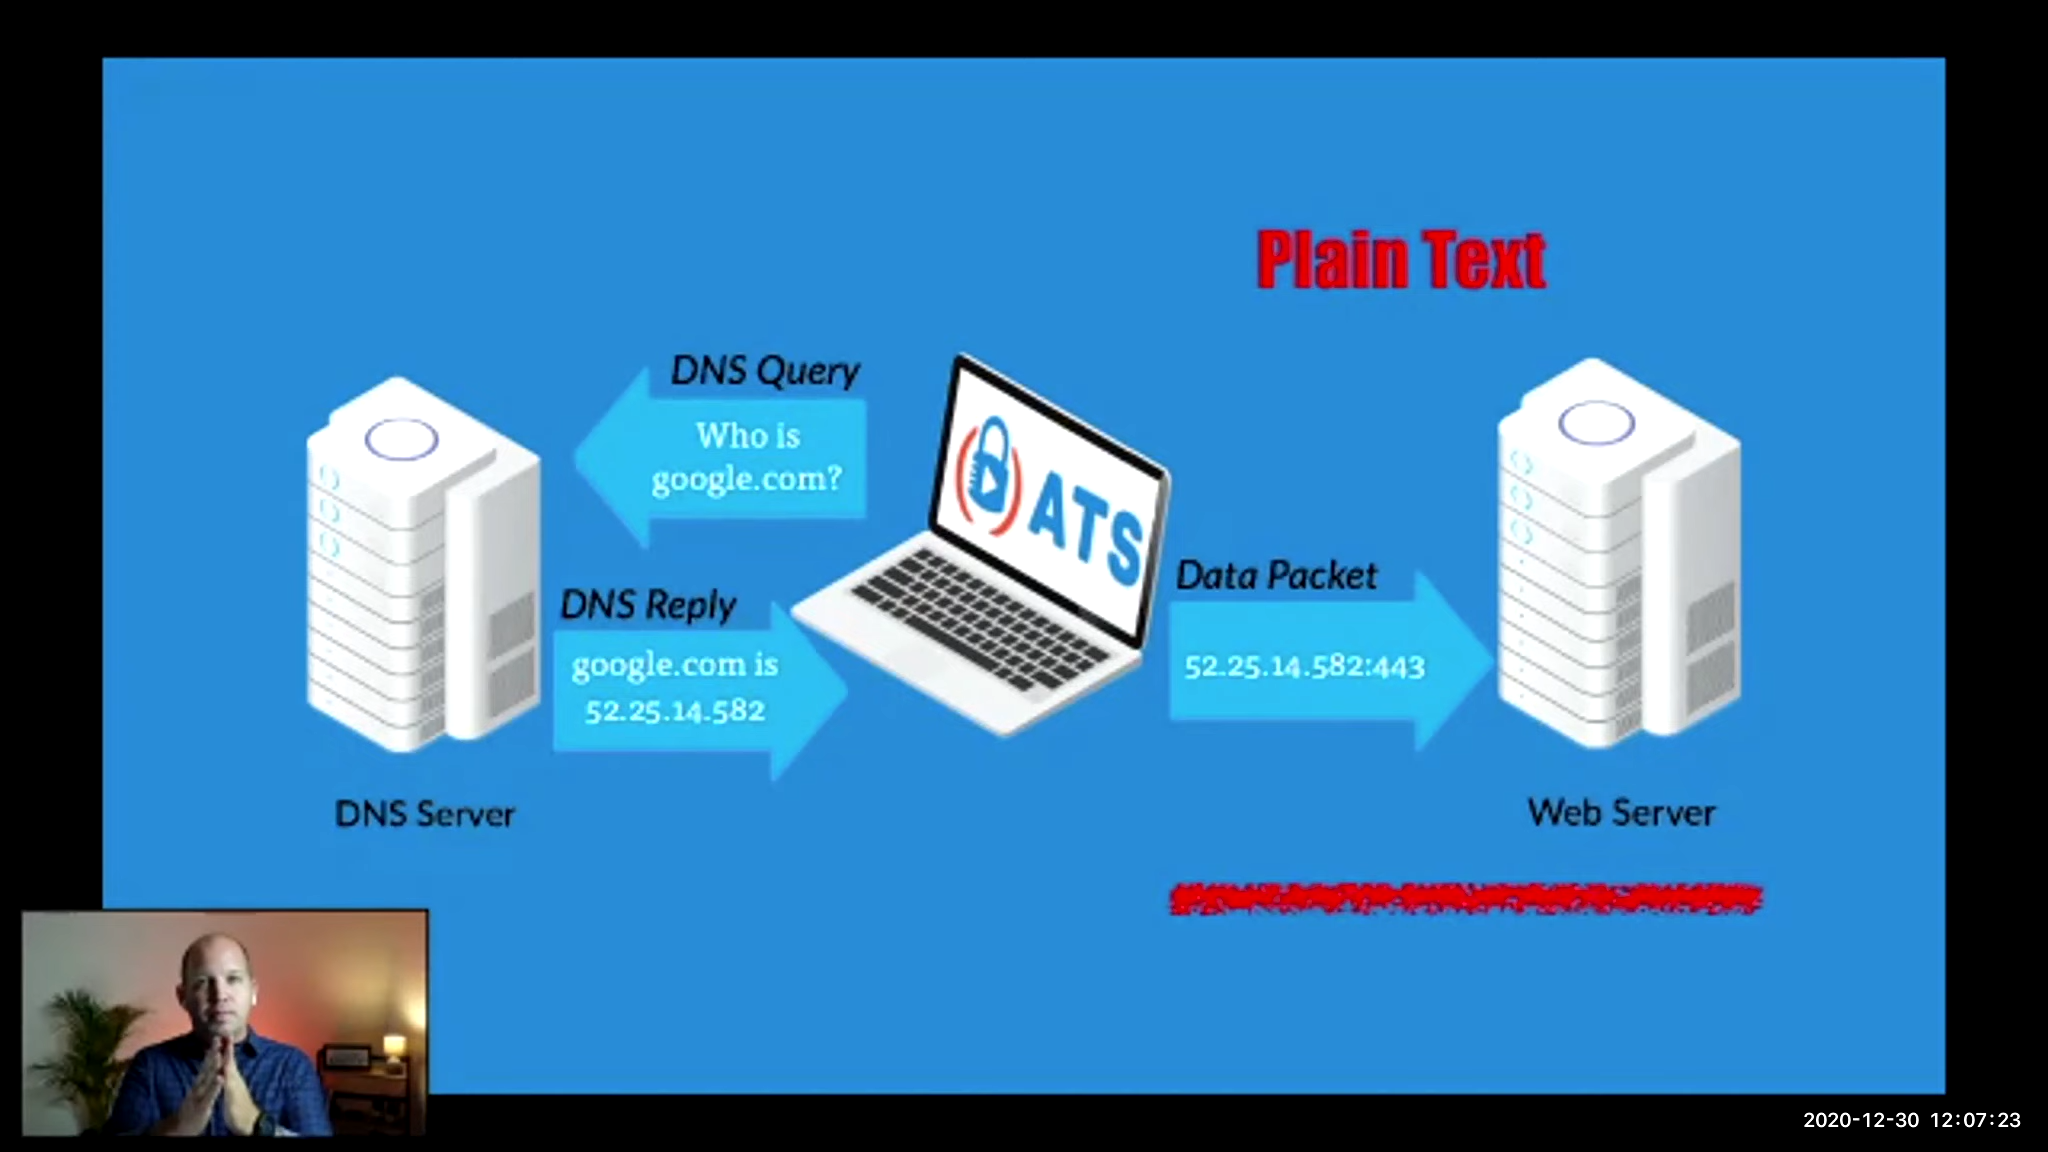 Plain Text
DNS Query
Who is
google.com?
ATS
DNS Reply
google.com is
52.25.14.582
Data Packet
52.25.14.582:443
DNS Server
Web Server
2020-12-30 12:07:23